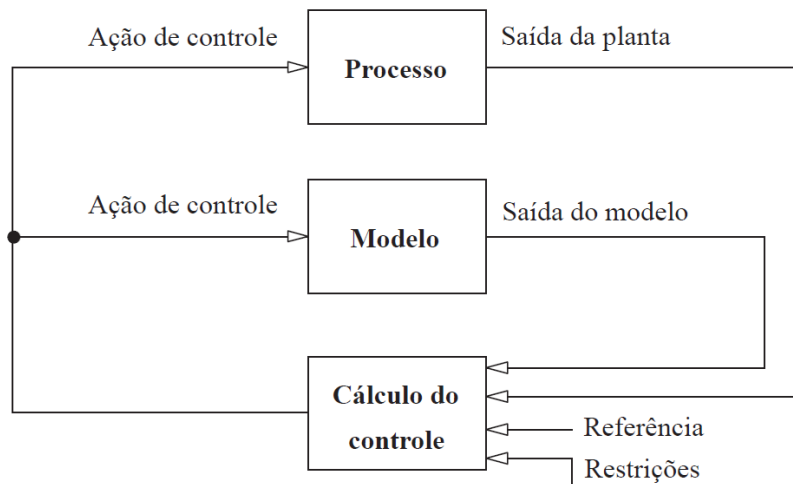 Ação de controle
Processo
Saída da planta
Ação de controle
Modelo
Saída do modelo
Cálculo do
controle
Referência
Restrições